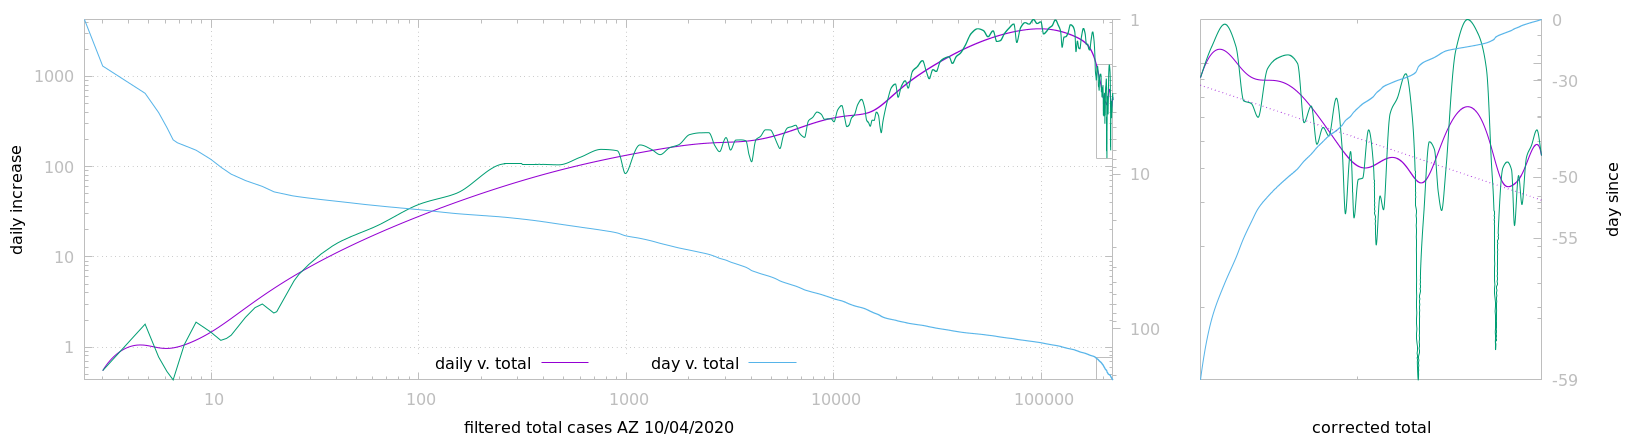 daily increase
1000
100
10
1
daily v. total
day v. total
10
100
1000
10000
100000
filtered total cases AZ 10/04/2020
1
10
100
0
-30
-50
-55
-59
day since
corrected total